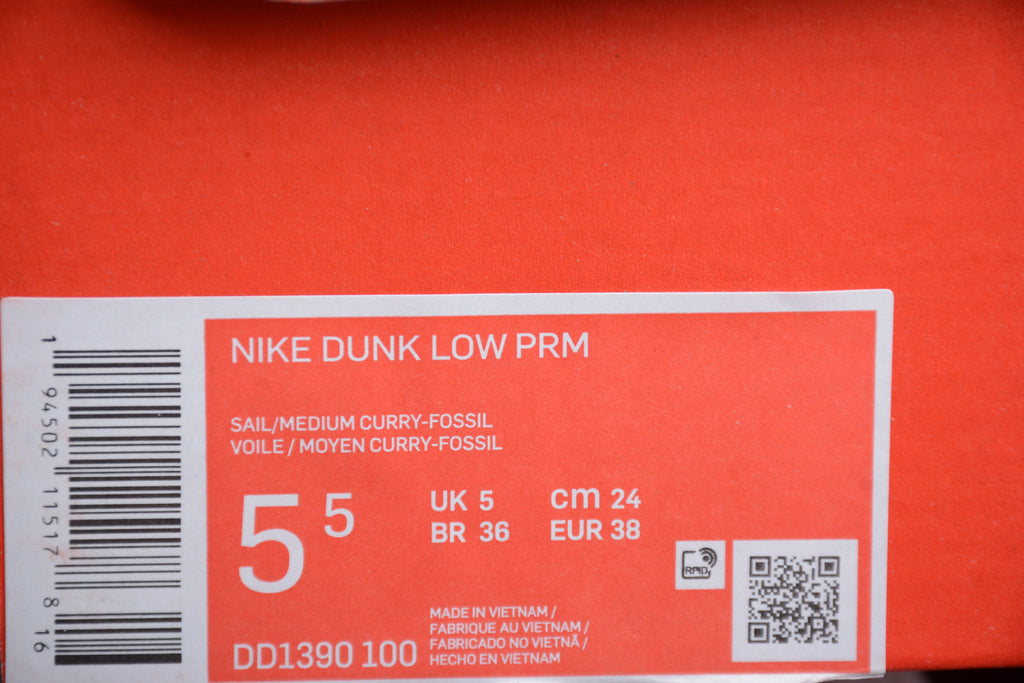 NIKE DUNK LOW PRM
SAIL/MEDIUM CURRY-FOSSIL
VOILE / MOYEN CURRY-FOSSIL
5 5
UK 5 cm 24
BR 36 EUR 38
RPID
MADE IN VIETNAM /
FABRIQUE AU VIETNAM /
FABRICADO NO VIETNÃ /
HECHO EN VIETNAM
DD1390 100
1 94502 11517 8 16